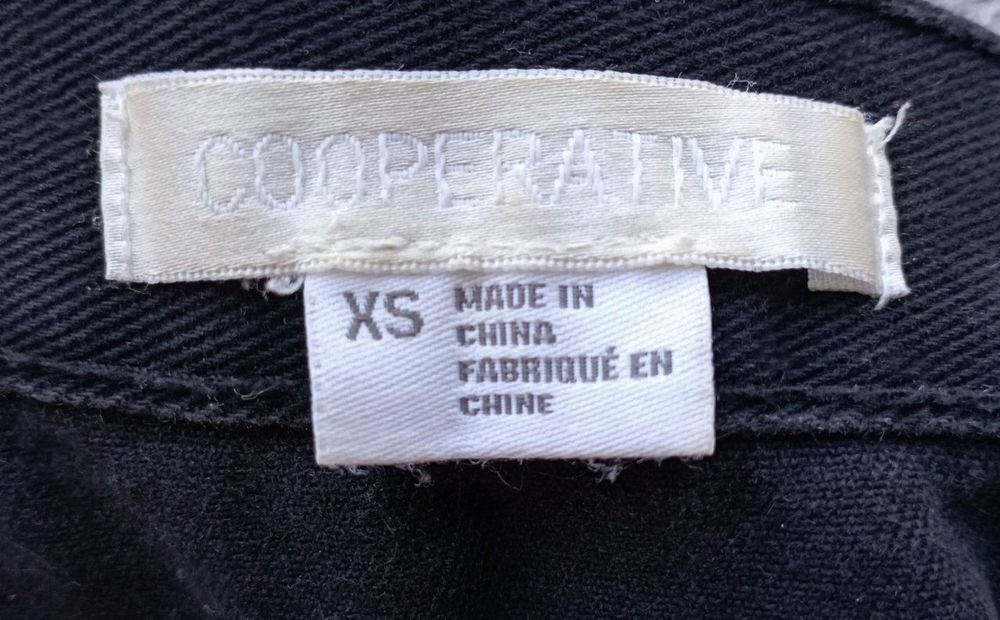 COOPERATIVE
XS
MADE IN
CHINA
FABRIQUÉ EN
CHINE